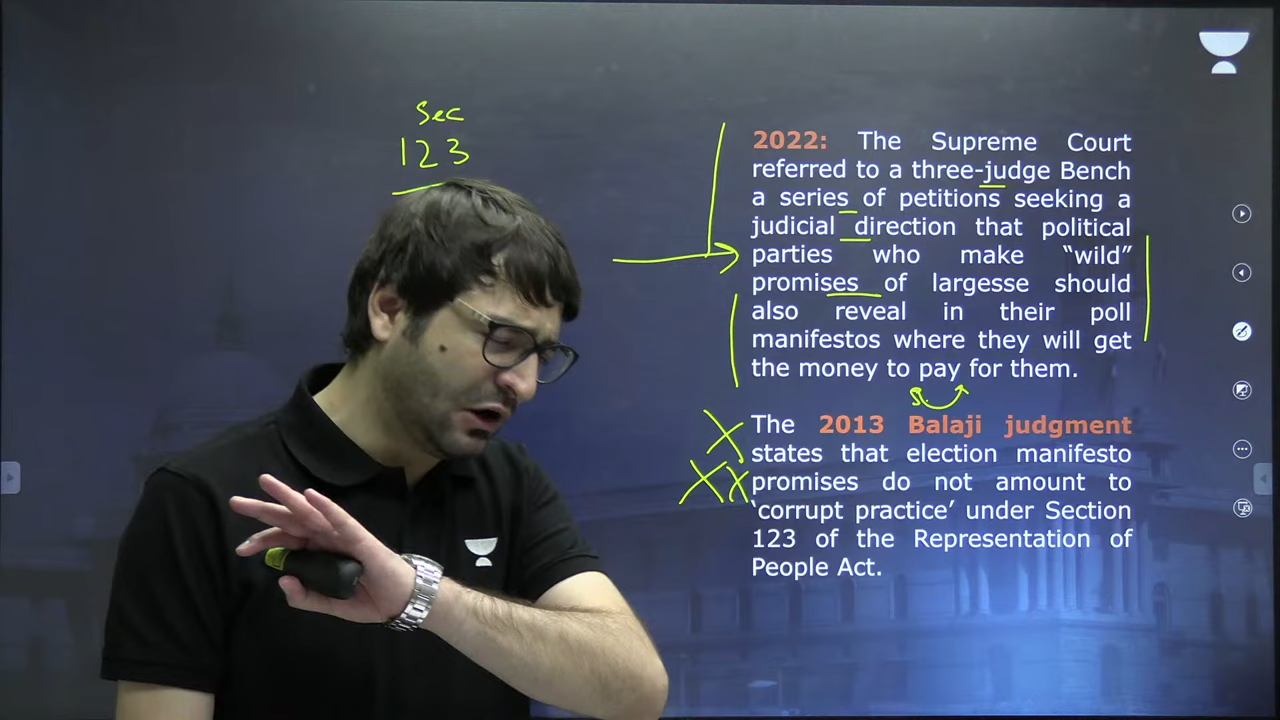 Sec
123
2022: The Supreme Court
referred to a three-judge Bench
a series of petitions seeking a
judicial direction that political
parties who make “wild”
promises of largesse should
also reveal in their poll
manifestos where they will get
the money to pay for them.
The 2013 Balaji judgment
states that election manifesto
promises do not amount to
‘corrupt practice’ under Section
123 of the Representation of
People Act.